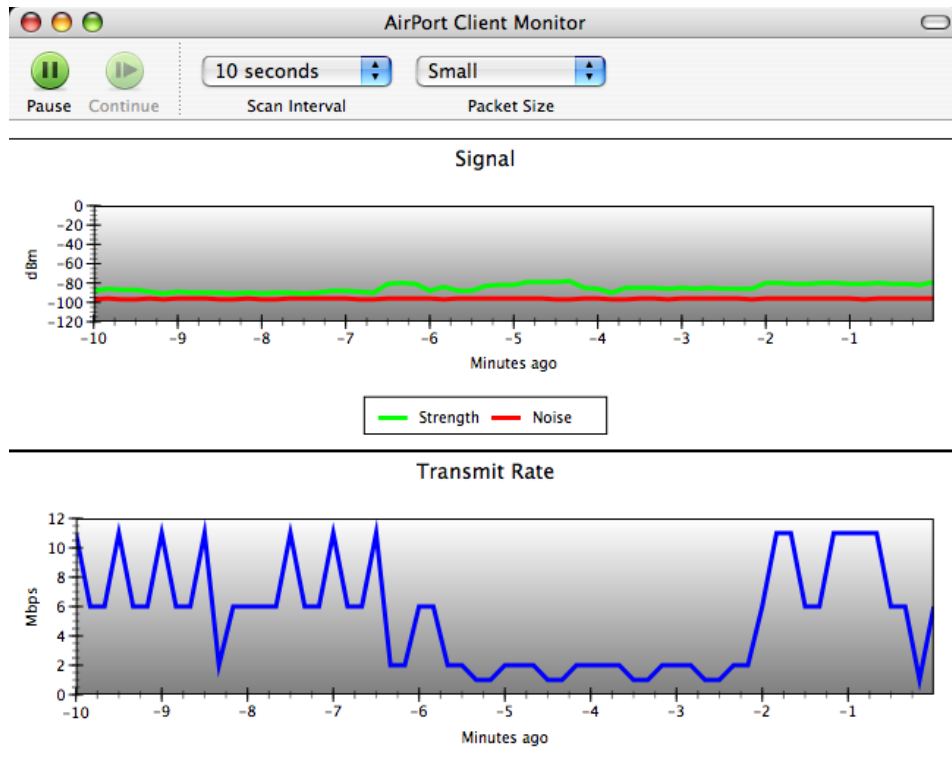 AirPort Client Monitor
10 seconds Small
Pause Continue Scan Interval Packet Size
Signal
0
-20
-40
-60
-80
-100
-120
dBm
-10 -9 -8 -7 -6 -5 -4 -3 -2 -1
Minutes ago
Strength Noise
Transmit Rate
12
10
8
6
4
2
0
Mbps
-10 -9 -8 -7 -6 -5 -4 -3 -2 -1
Minutes ago